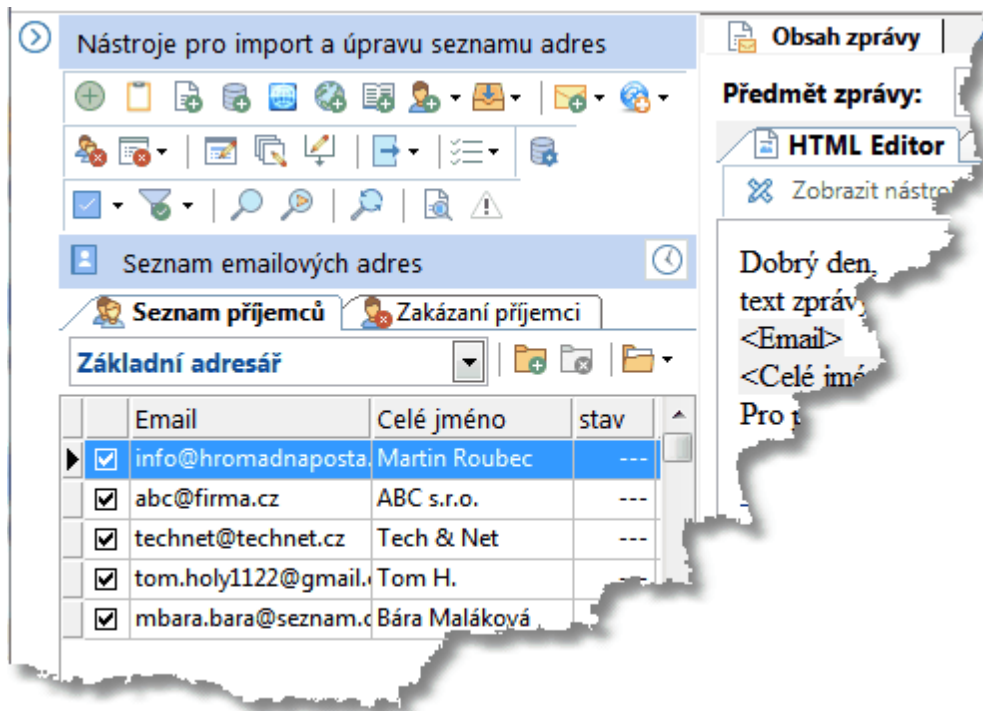 Nástroje pro import a úpravu seznamu adres
Seznam emailových adres
Seznam příjemců
Zakázaní příjemci
Základní adresář
Email Celé jméno stav
info@hromadnaposta. Martin Roubec ---
abc@firma.cz ABC s.r.o. ---
technet@technet.cz Tech & Net ---
tom.holy1122@gmail. Tom H. ---
mbara.bara@seznam.c Bára Maláková
Obsah zprávy
Předmět zprávy:
HTML Editor
Zobrazit
Dobrý den,
text zprávy
<Email>
<Celé
Pro